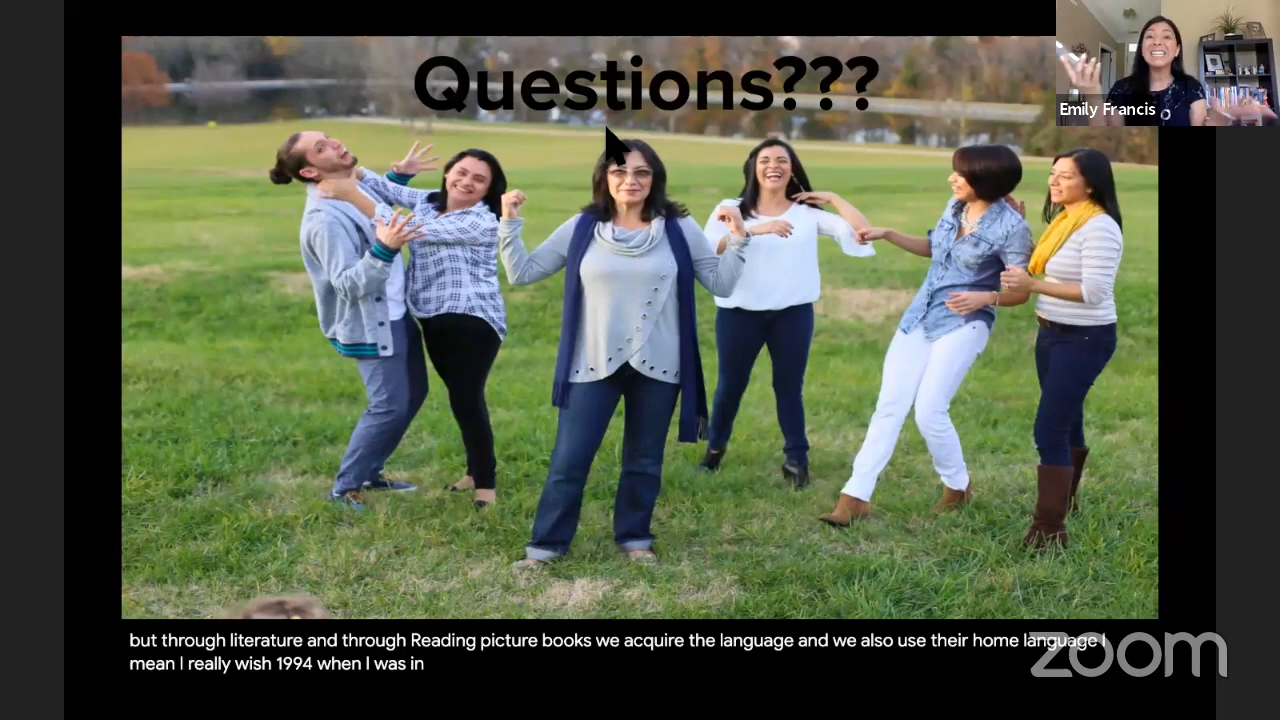 Questions???
Emily Francis
but through literature and through Reading picture books we acquire the language and we also use their home language I
mean I really wish 1994 when I was in
zoom